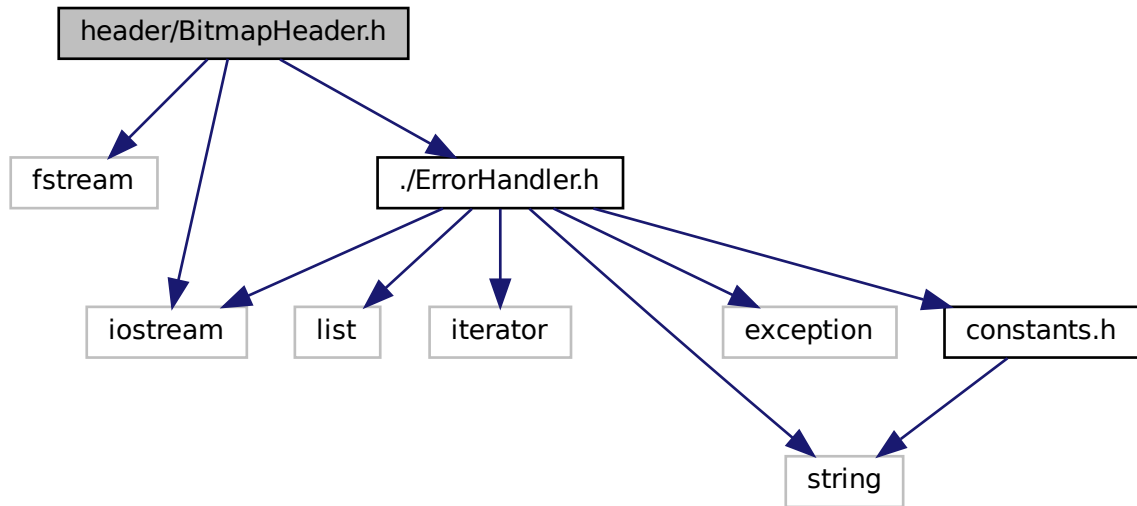 header/BitmapHeader.h
fstream
./ErrorHandler.h
iostream
list
iterator
exception
constants.h
string